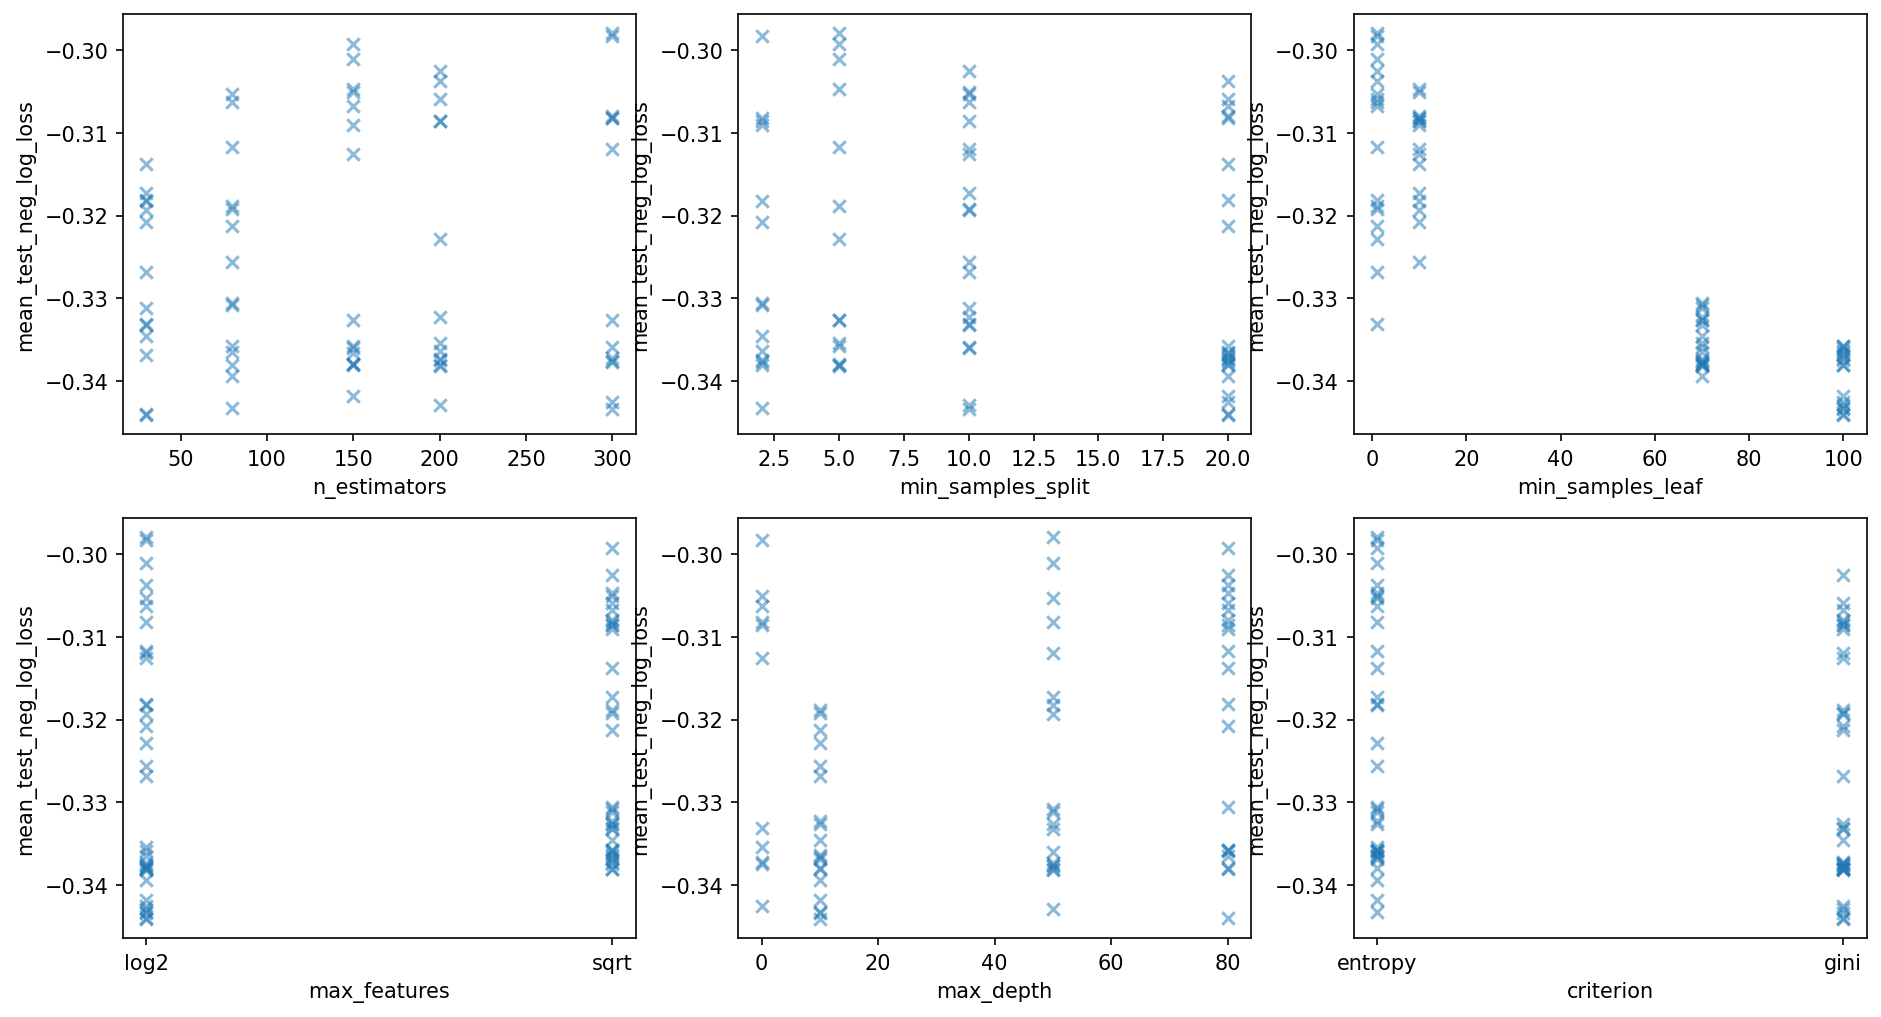 mean_test_neg_log_loss
−0.30
−0.31
−0.32
−0.33
−0.34
50 100 150 200 250 300
n_estimators
mean_test_neg_log_loss
−0.30
−0.31
−0.32
−0.33
−0.34
2.5 5.0 7.5 10.0 12.5 15.0 17.5 20.0
min_samples_split
mean_test_neg_log_loss
−0.30
−0.31
−0.32
−0.33
−0.34
0 20 40 60 80 100
min_samples_leaf
mean_test_neg_log_loss
−0.30
−0.31
−0.32
−0.33
−0.34
log2 sqrt
max_features
mean_test_neg_log_loss
−0.30
−0.31
−0.32
−0.33
−0.34
0 20 40 60 80
max_depth
mean_test_neg_log_loss
−0.30
−0.31
−0.32
−0.33
−0.34
entropy gini
criterion